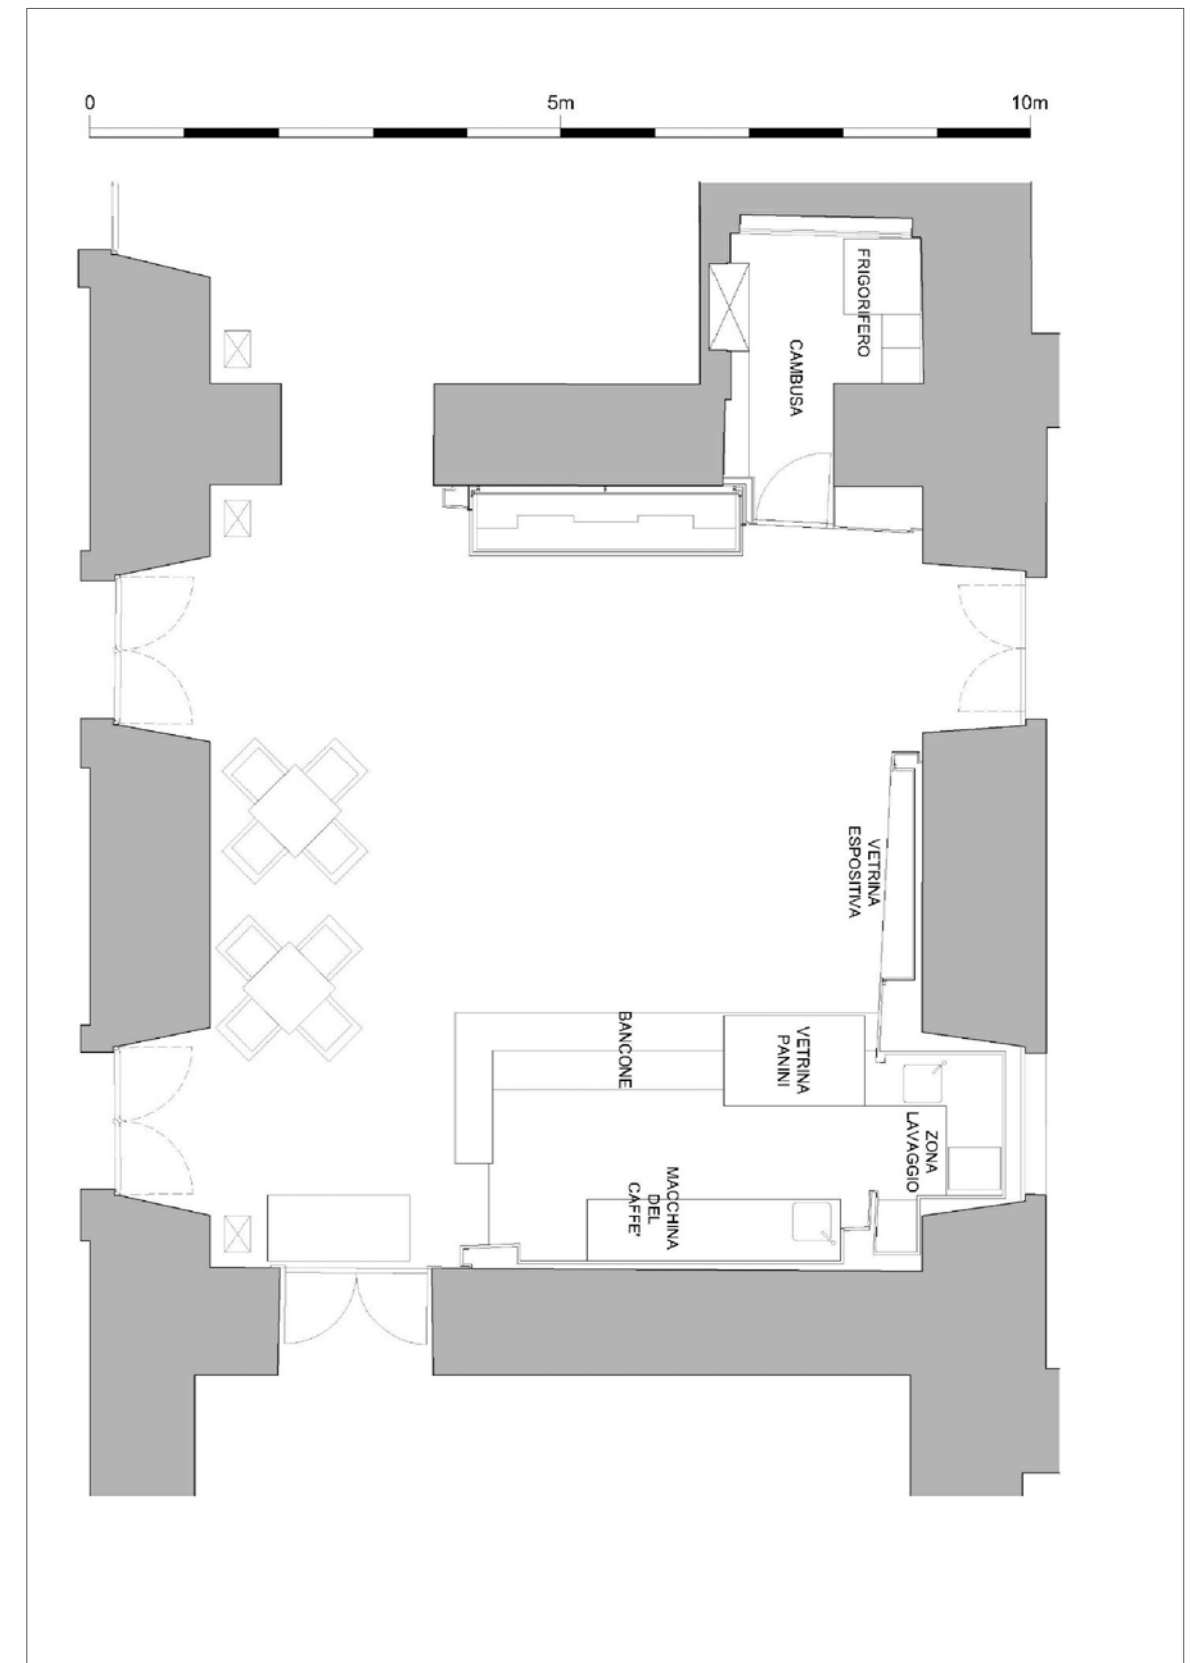 0
5m
10m
FRIGORIFERO
CAMBUSA
VETRINA
ESPOSITIVA
BANCONE
VETRINA
PANINI
ZONA
LAVAGGIO
MACCHINA
DEL
CAFFE'